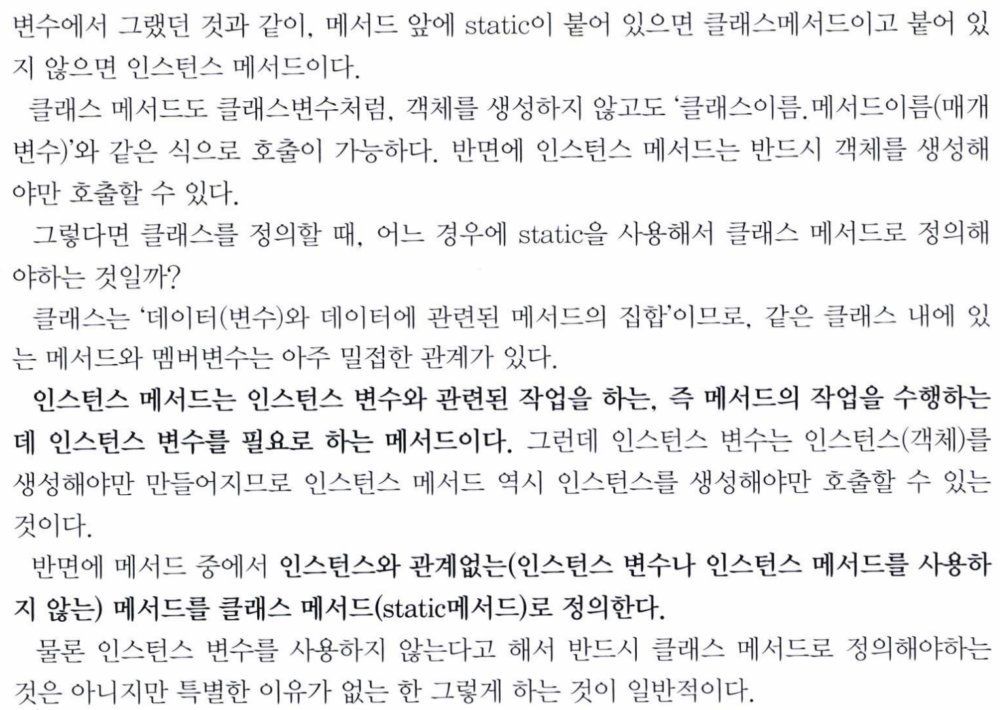 변수에서 그랬던 것과 같이, 메서드 앞에 static이 붙어 있으면 클래스메서드이고 붙어 있
지 않으면 인스턴스 메서드이다.
클래스 메서드도 클래스변수처럼, 객체를 생성하지 않고도 ‘클래스이름.메서드이름(매개
변수)’와 같은 식으로 호출이 가능하다. 반면에 인스턴스 메서드는 반드시 객체를 생성해
야만 호출할 수 있다.
그렇다면 클래스를 정의할 때, 어느 경우에 static을 사용해서 클래스 메서드로 정의해
야하는 것일까?
클래스는 ‘데이터(변수)와 데이터에 관련된 메서드의 집합’이므로, 같은 클래스 내에 있
는 메서드와 멤버변수는 아주 밀접한 관계가 있다.
인스턴스 메서드는 인스턴스 변수와 관련된 작업을 하는, 즉 메서드의 작업을 수행하는
데 인스턴스 변수를 필요로 하는 메서드이다. 그런데 인스턴스 변수는 인스턴스(객체)를
생성해야만 만들어지므로 인스턴스 메서드 역시 인스턴스를 생성해야만 호출할 수 있는
것이다.
반면에 메서드 중에서 인스턴스와 관계없는(인스턴스 변수나 인스턴스 메서드를 사용하
지 않는) 메서드를 클래스 메서드(static메서드)로 정의한다.
물론 인스턴스 변수를 사용하지 않는다고 해서 반드시 클래스 메서드로 정의해야하는
것은 아니지만 특별한 이유가 없는 한 그렇게 하는 것이 일반적이다.